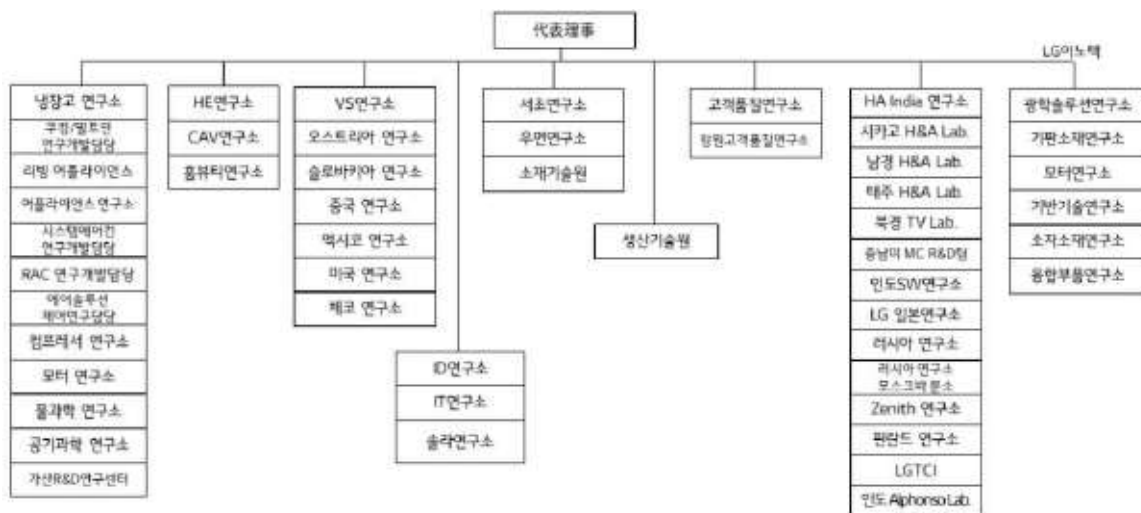 代表理事
LG이노텍
냉장고 연구소
쿠킹/빌트인
연구개발담당
리빙 어플라이언스
어플라이언스 연구소
시스템에어컨
연구개발담당
RAC 연구개발담당
에어솔루션
제어연구담당
컴프레서 연구소
모터 연구소
물과학 연구소
공기과학 연구소
가산R&D연구센터
HE연구소
CAV연구소
홈뷰티연구소
VS연구소
오스트리아 연구소
슬로바키아 연구소
중국 연구소
멕시코 연구소
미국 연구소
체코 연구소
ID연구소
IT연구소
솔라연구소
서초연구소
우면연구소
소재기술원
생산기술원
고객품질연구소
창원고객품질연구소
HA India 연구소
시카고 H&A Lab.
남경 H&A Lab.
태주 H&A Lab.
북경 TV Lab.
중남미 MC R&D팀
인도SW연구소
LG 일본연구소
러시아 연구소
러시아 연구소
모스크바 분소
Zenith 연구소
핀란드 연구소
LGTCI
인도 Alphonso Lab.
광학솔루션연구소
기판소재연구소
모터연구소
기반기술연구소
소자소재연구소
융합부품연구소